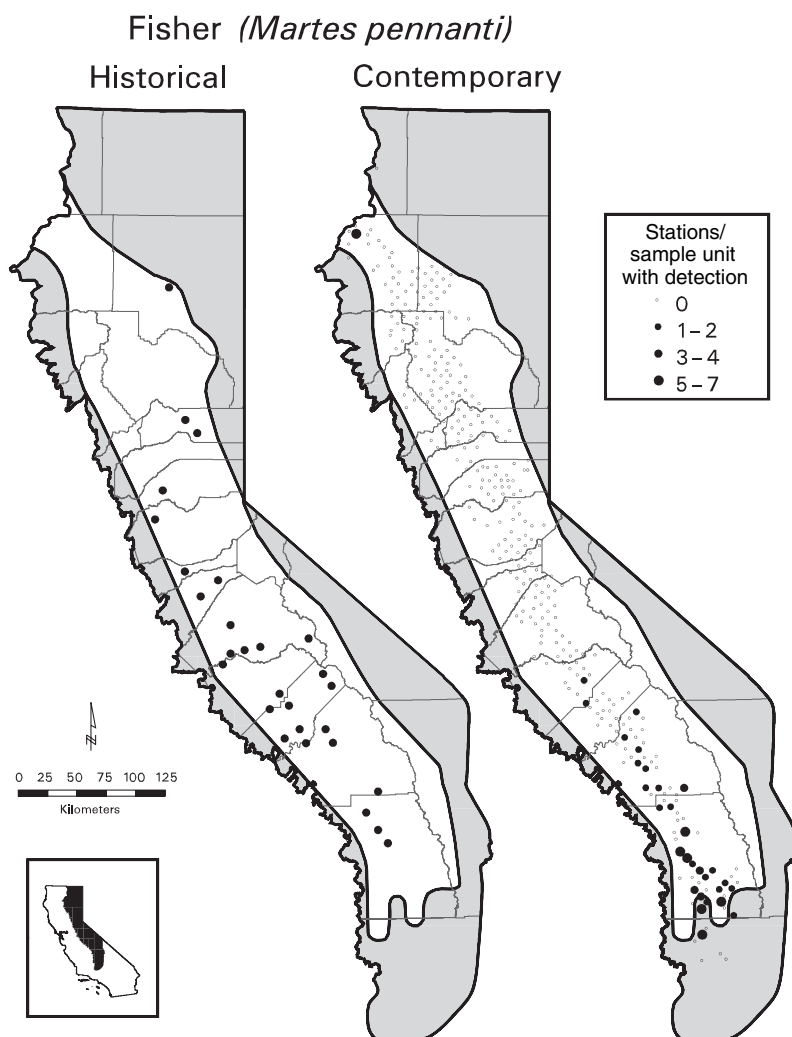 Fisher (Martes pennanti)
Historical
Contemporary
Stations/
sample unit
with detection
0
1–2
3–4
5–7
N
0 25 50 75 100 125
Kilometers